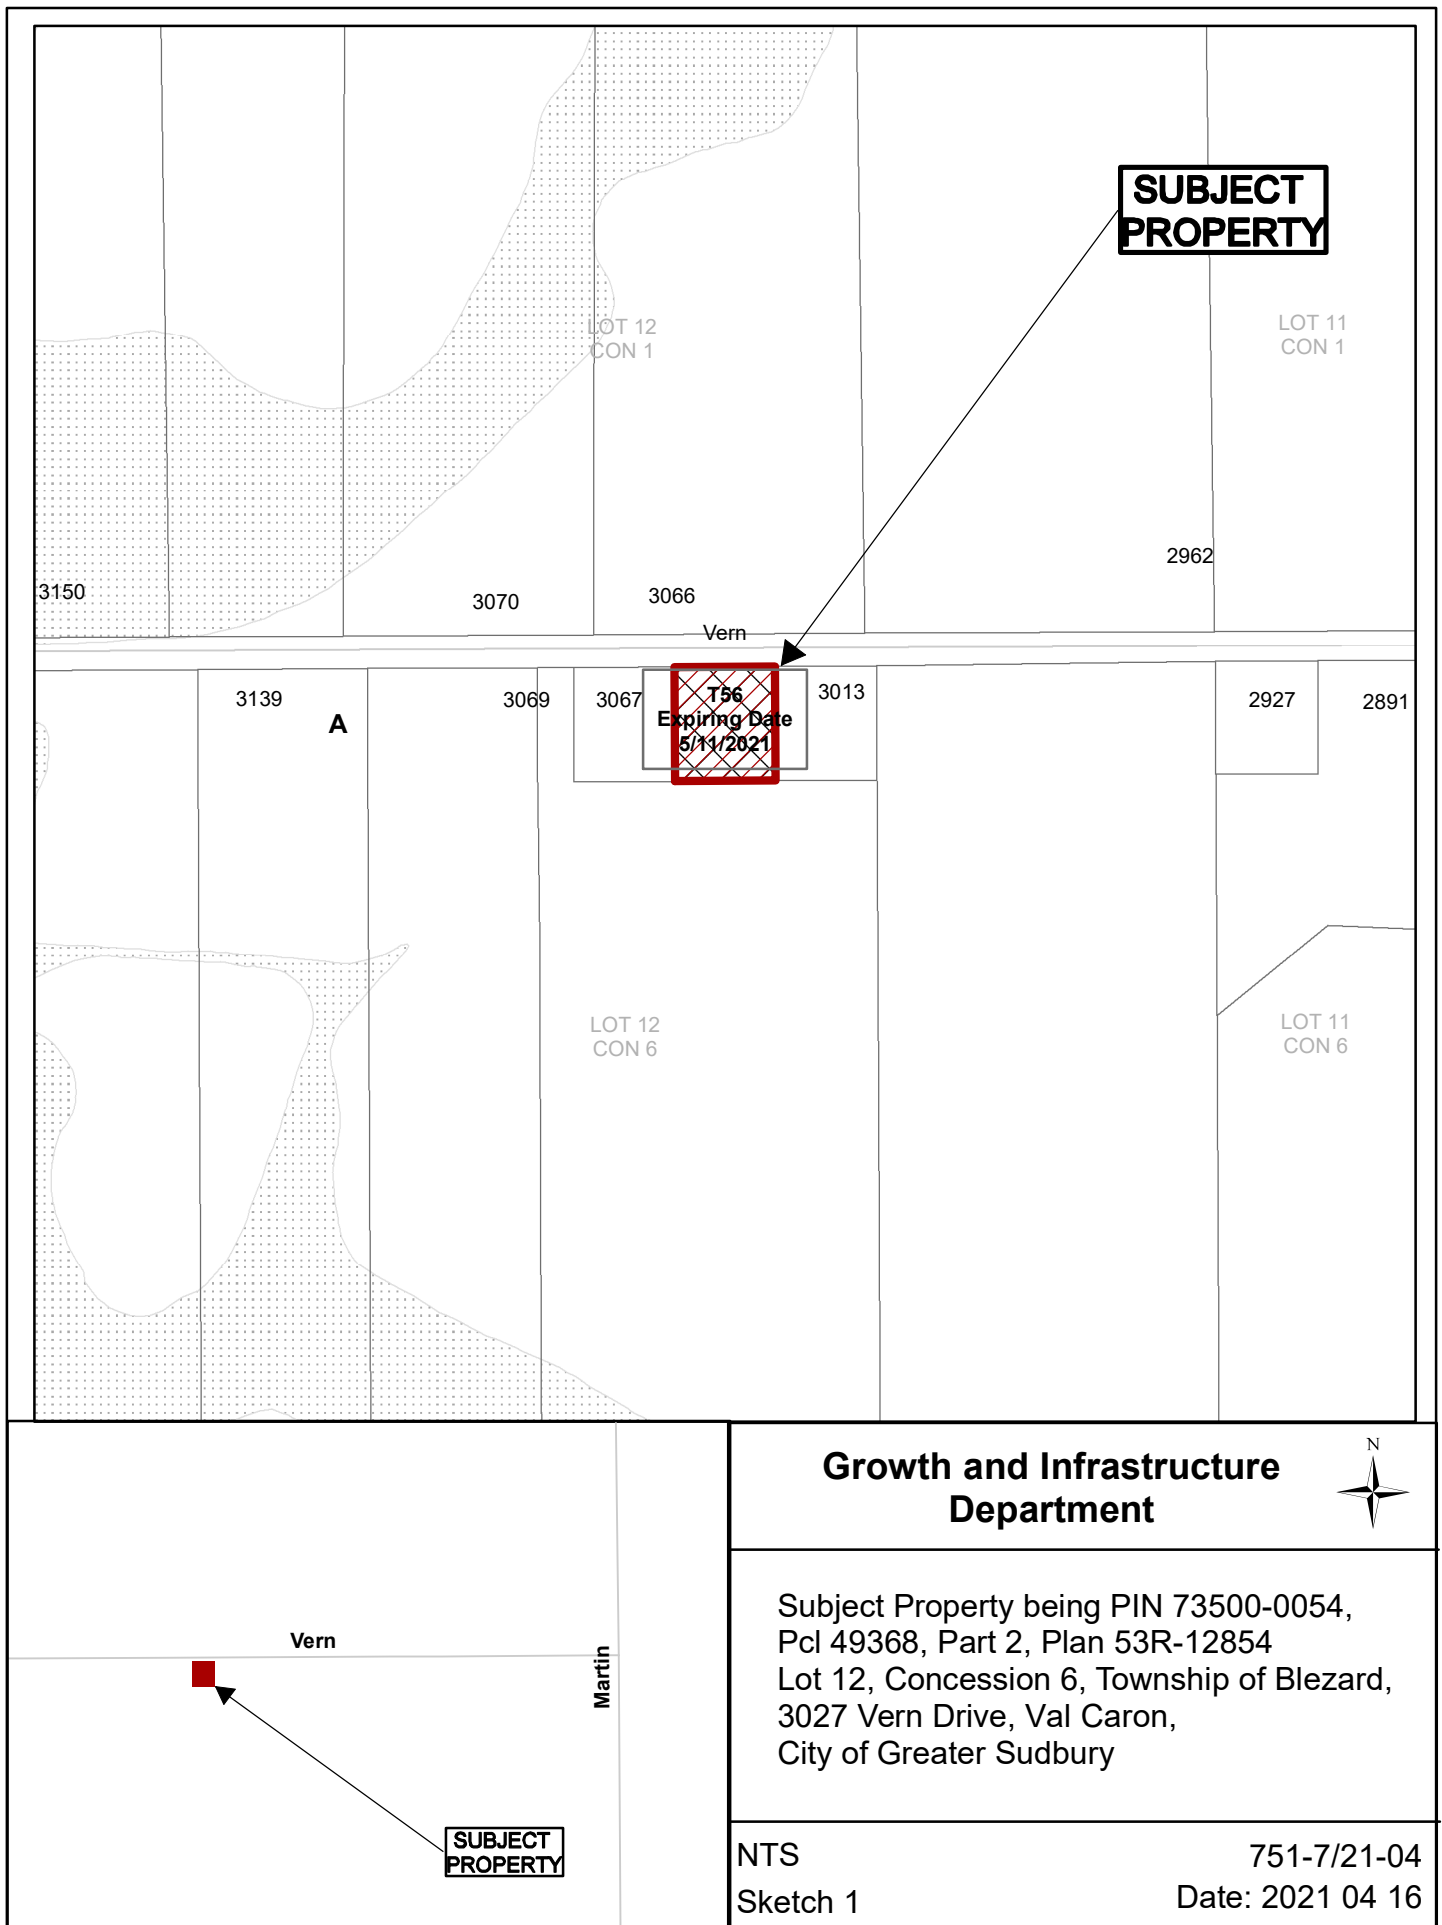 SUBJECT
PROPERTY
LOT 12
CON 1
LOT 11
CON 1
2962
3150
3070
3066
Vern
3139
A
3069
3067
T56
Expiring Date
5/11/2021
3013
2927
2891
LOT 12
CON 6
LOT 11
CON 6
Vern
Martin
SUBJECT
PROPERTY
Growth and Infrastructure
Department
N
Subject Property being PIN 73500-0054,
Pcl 49368, Part 2, Plan 53R-12854
Lot 12, Concession 6, Township of Blezard,
3027 Vern Drive, Val Caron,
City of Greater Sudbury
NTS
751-7/21-04
Sketch 1
Date: 2021 04 16